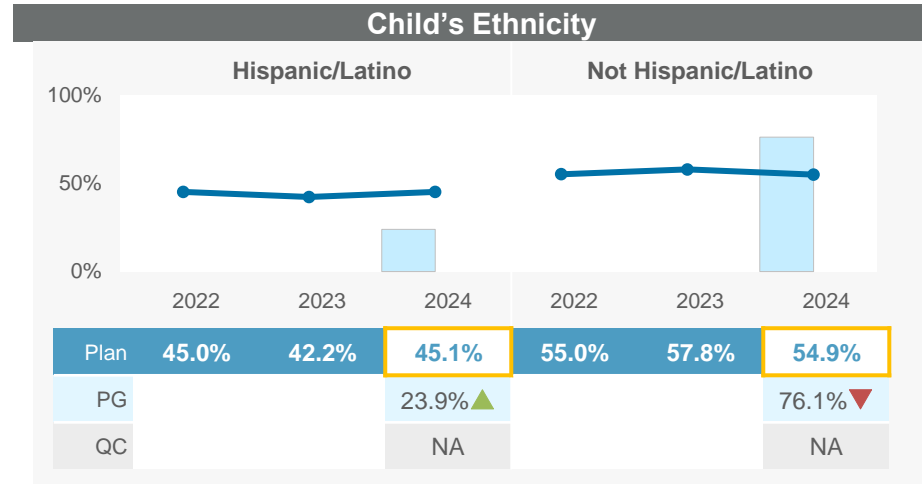 Child’s Ethnicity
Hispanic/Latino Not Hispanic/Latino
100%
50%
0%
2022 2023 2024 2022 2023 2024
Plan 45.0% 42.2% 45.1% 55.0% 57.8% 54.9%
PG 23.9% 76.1%
QC NA NA